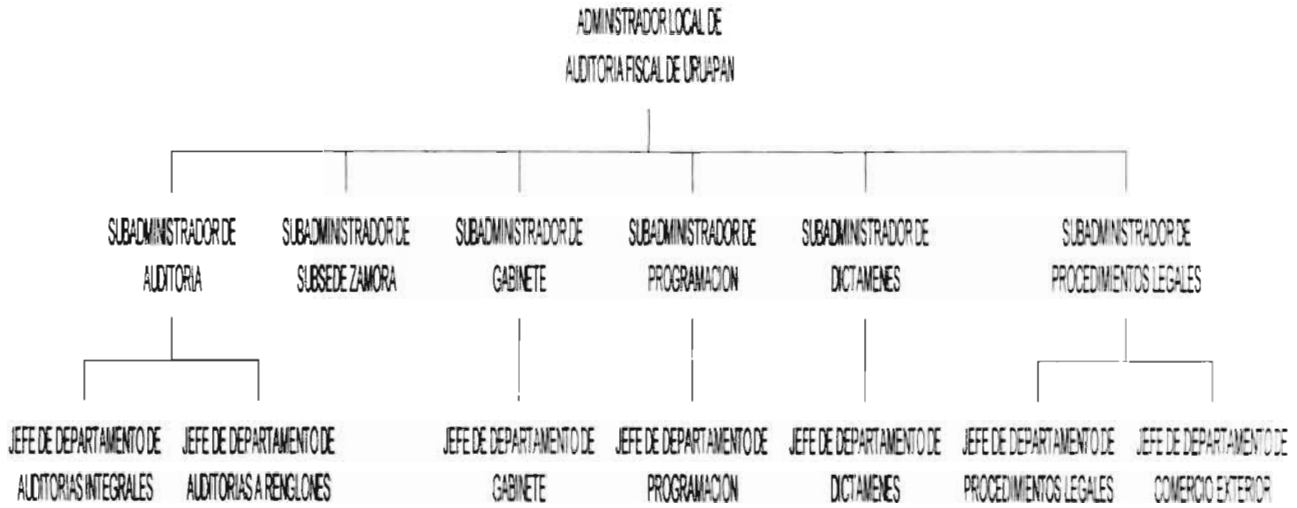 ADMINISTRADOR LOCAL DE
AUDITORIA FISCAL DE URUAPAN
SUBADMINISTRADOR DE
AUDITORIA
SUBADMINISTRADOR DE
SUBSEDE ZAMORA
SUBADMINISTRADOR DE
GABINETE
SUBADMINISTRADOR DE
PROGRAMACION
SUBADMINISTRADOR DE
DICTAMENES
SUBADMINISTRADOR DE
PROCEDIMIENTOS LEGALES
JEFE DE DEPARTAMENTO DE
AUDITORIAS INTEGRALES
JEFE DE DEPARTAMENTO DE
AUDITORIAS A RENGLONES
JEFE DE DEPARTAMENTO DE
GABINETE
JEFE DE DEPARTAMENTO DE
PROGRAMACION
JEFE DE DEPARTAMENTO DE
DICTAMENES
JEFE DE DEPARTAMENTO DE
PROCEDIMIENTOS LEGALES
JEFE DE DEPARTAMENTO DE
COMERCIO EXTERIOR